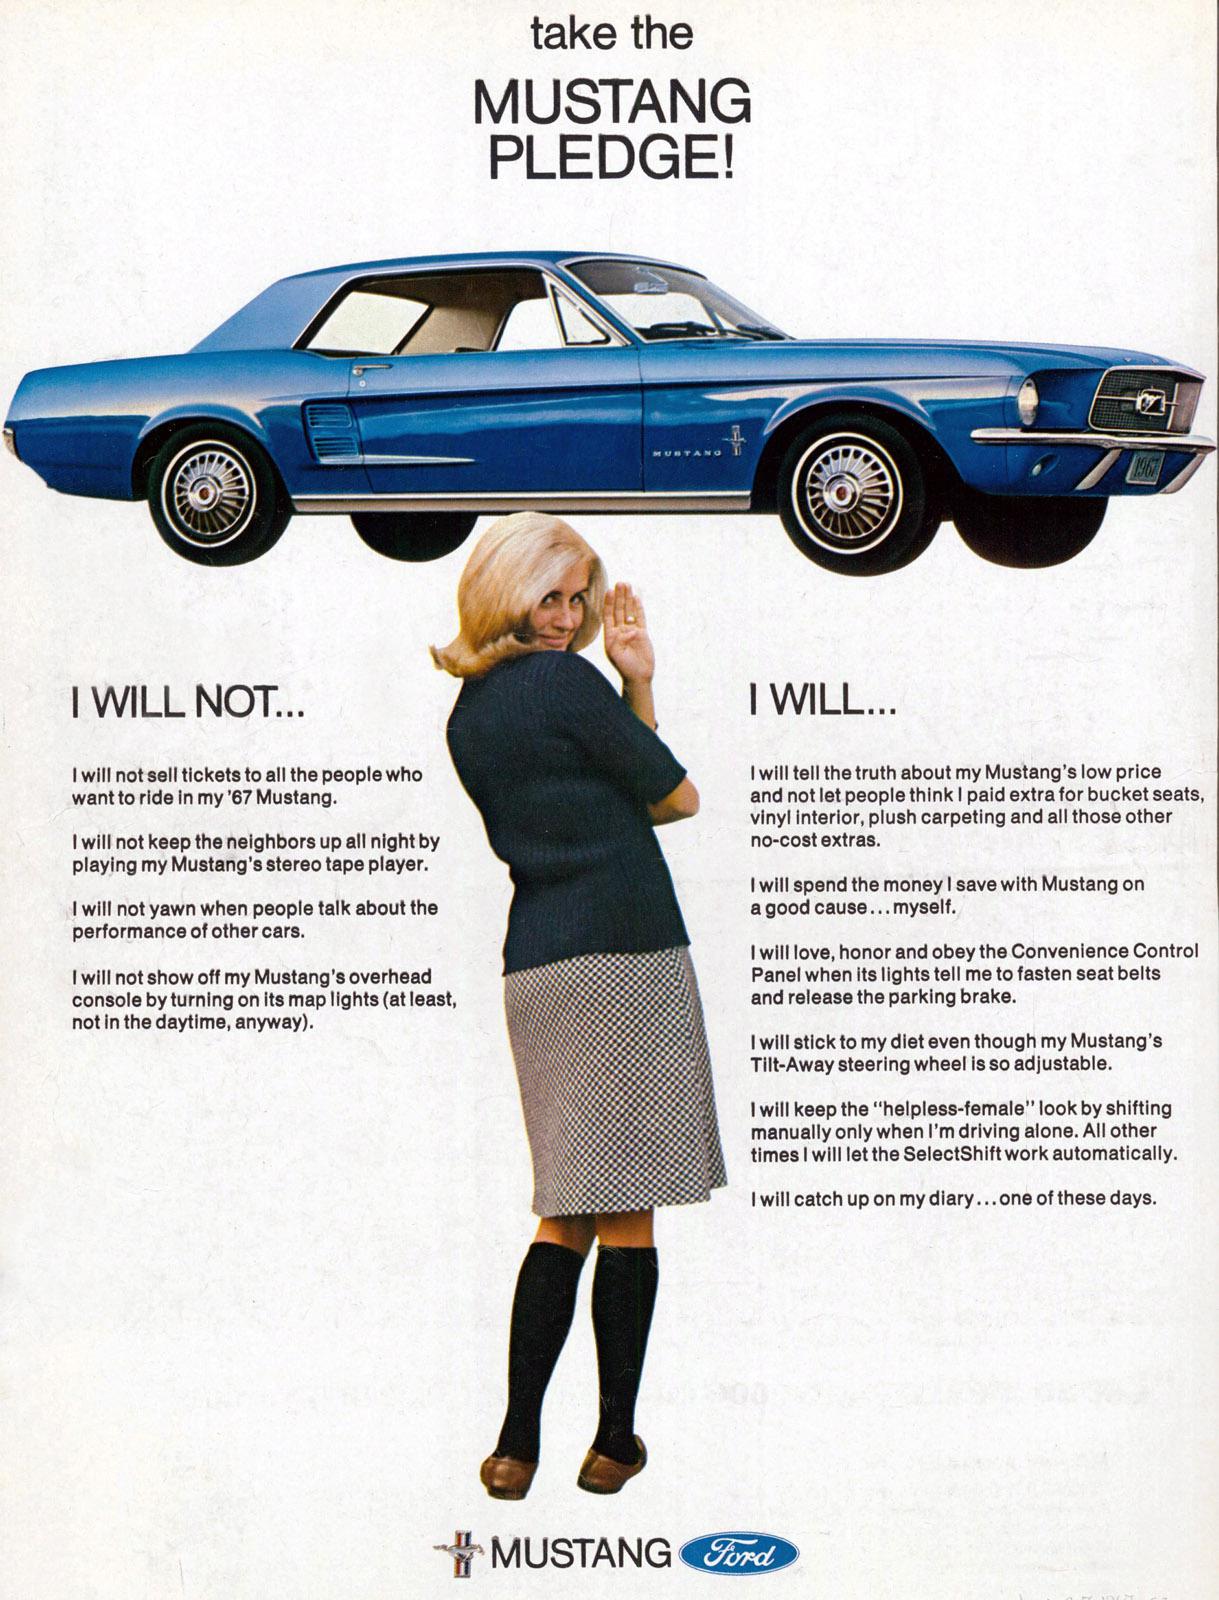 take the
MUSTANG
PLEDGE!
MUSTANG
1967
I WILL NOT...
I will not sell tickets to all the people who
want to ride in my '67 Mustang.
I will not keep the neighbors up all night by
playing my Mustang's stereo tape player.
I will not yawn when people talk about the
performance of other cars.
I will not show off my Mustang's overhead
console by turning on its map lights (at least,
not in the daytime, anyway).
I WILL...
I will tell the truth about my Mustang's low price
and not let people think I paid extra for bucket seats,
vinyl interior, plush carpeting and all those other
no-cost extras.
I will spend the money I save with Mustang on
a good cause...myself.
I will love, honor and obey the Convenience Control
Panel when its lights tell me to fasten seat belts
and release the parking brake.
I will stick to my diet even though my Mustang's
Tilt-Away steering wheel is so adjustable.
I will keep the "helpless-female" look by shifting
manually only when I'm driving alone. All other
times I will let the SelectShift work automatically.
I will catch up on my diary...one of these days.
MUSTANG Ford